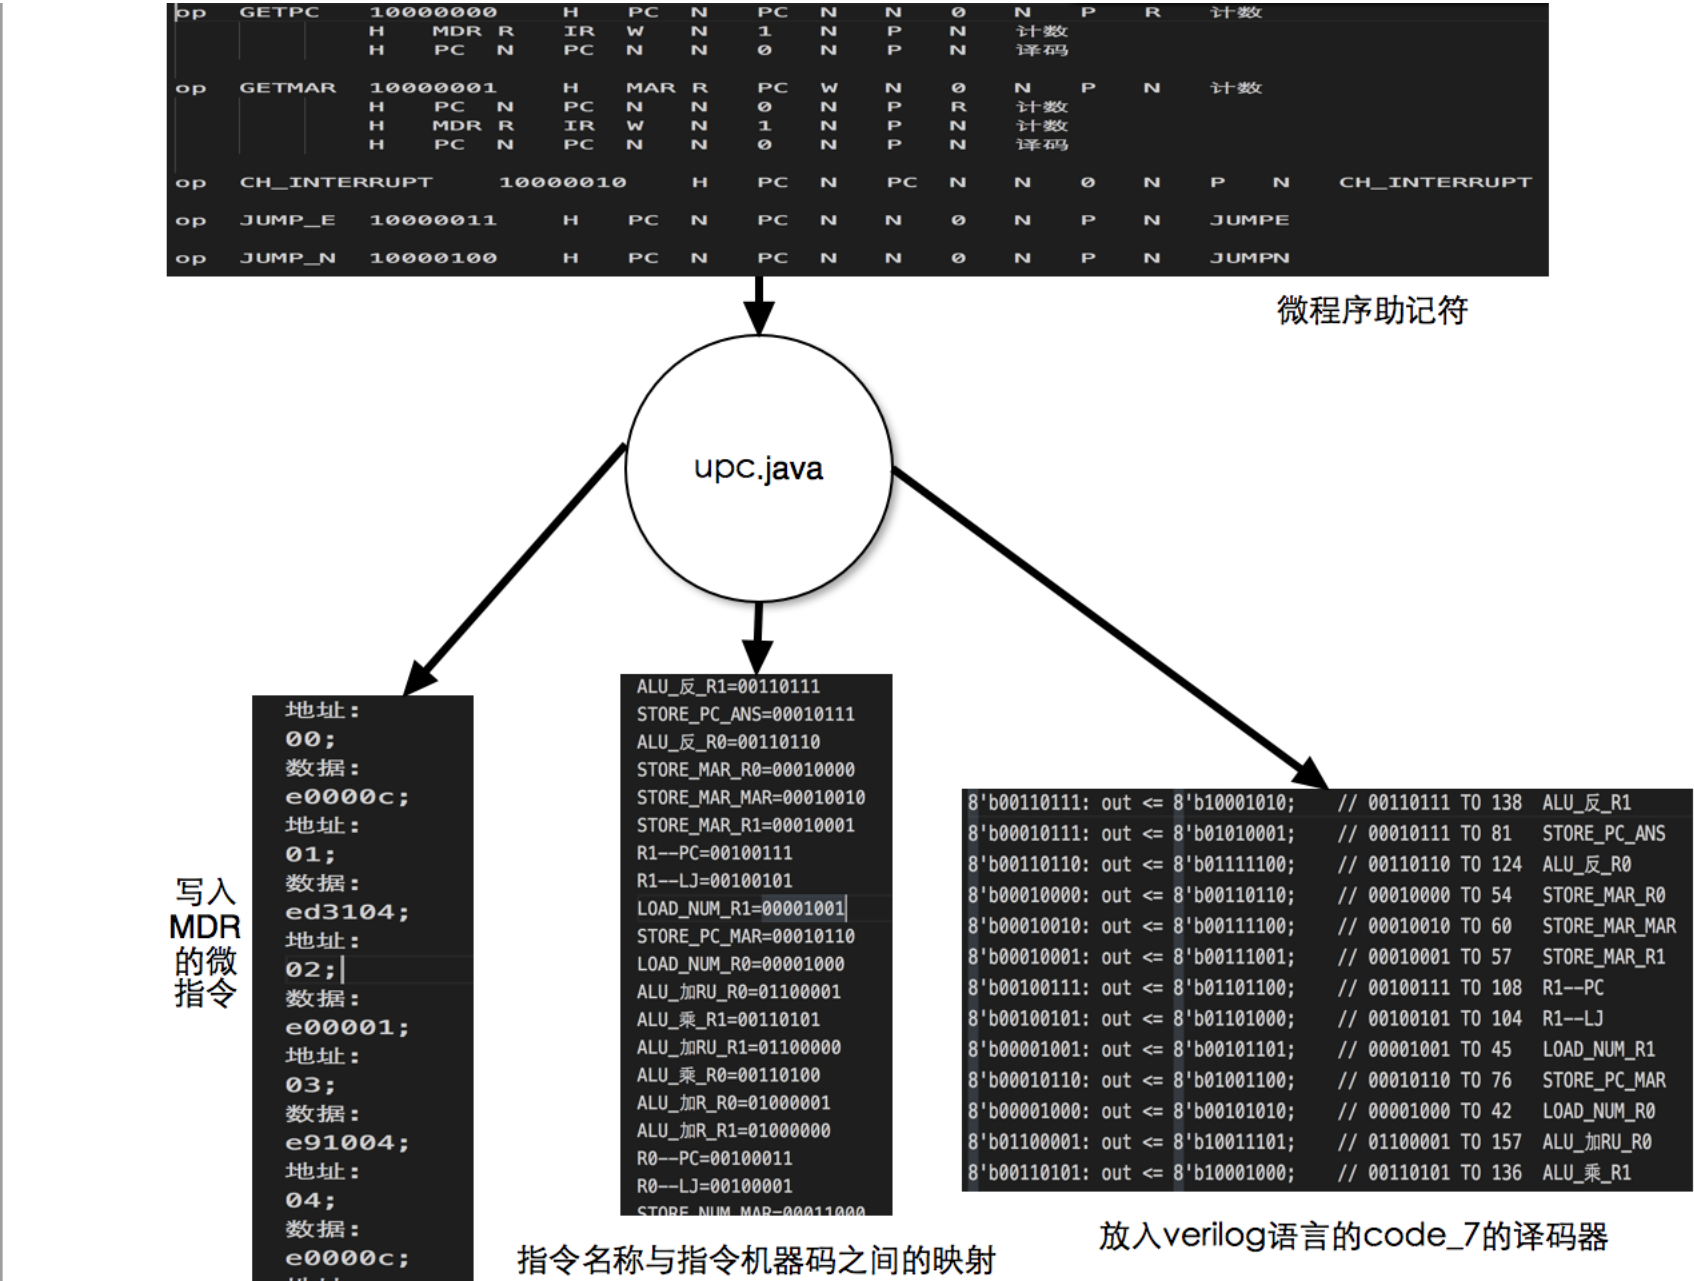 op GETPC 10000000 H PC N PC N N 0 N P R 计数
H MDR R IR W N 1 N P N 计数
H PC N PC N N 0 N P N 译码
op GETMAR 10000001 H MAR R PC W N 0 N P N 计数
H PC N PC N N 0 N P R 计数
H MDR R IR W N 1 N P N 计数
H PC N PC N N 0 N P N 译码
op CH_INTERRUPT 10000010 H PC N PC N N 0 N P N CH_INTERRUPT
op JUMP_E 10000011 H PC N PC N N 0 N P N JUMPE
op JUMP_N 10000100 H PC N PC N N 0 N P N JUMPN
微程序助记符
upc.java
写入
MDR
的微
指令
地址:
00;
数据:
e0000c;
地址:
01;
数据:
ed3104;
地址:
02;
数据:
e00001;
地址:
03;
数据:
e91004;
地址:
04;
数据:
e0000c;
ALU_反_R1=00110111
STORE_PC_ANS=00010111
ALU_反_R0=00110110
STORE_MAR_R0=00010000
STORE_MAR_MAR=00010010
STORE_MAR_R1=00010001
R1--PC=00100111
R1--LJ=00100101
LOAD_NUM_R1=00001001
STORE_PC_MAR=00010110
LOAD_NUM_R0=00001000
ALU_加RU_R0=01100001
ALU_乘_R1=00110101
ALU_加RU_R1=01100000
ALU_乘_R0=00110100
ALU_加R_R0=01000001
ALU_加R_R1=01000000
R0--PC=00100011
R0--LJ=00100001
STORE_NUM_MAR=00011000
指令名称与指令机器码之间的映射
8'b00110111: out <= 8'b10001010; // 00110111 TO 138 ALU_反_R1
8'b00010111: out <= 8'b01010001; // 00010111 TO 81 STORE_PC_ANS
8'b00110110: out <= 8'b01111100; // 00110110 TO 124 ALU_反_R0
8'b00010000: out <= 8'b00110110; // 00010000 TO 54 STORE_MAR_R0
8'b00010010: out <= 8'b00111100; // 00010010 TO 60 STORE_MAR_MAR
8'b00010001: out <= 8'b00111001; // 00010001 TO 57 STORE_MAR_R1
8'b00100111: out <= 8'b01101100; // 00100111 TO 108 R1--PC
8'b00100101: out <= 8'b01101000; // 00100101 TO 104 R1--LJ
8'b00001001: out <= 8'b00101101; // 00001001 TO 45 LOAD_NUM_R1
8'b00010110: out <= 8'b01001100; // 00010110 TO 76 STORE_PC_MAR
8'b00001000: out <= 8'b00101010; // 00001000 TO 42 LOAD_NUM_R0
8'b01100001: out <= 8'b10011101; // 01100001 TO 157 ALU_加RU_R0
8'b00110101: out <= 8'b10001000; // 00110101 TO 136 ALU_乘_R1
放入verilog语言的code_7的译码器